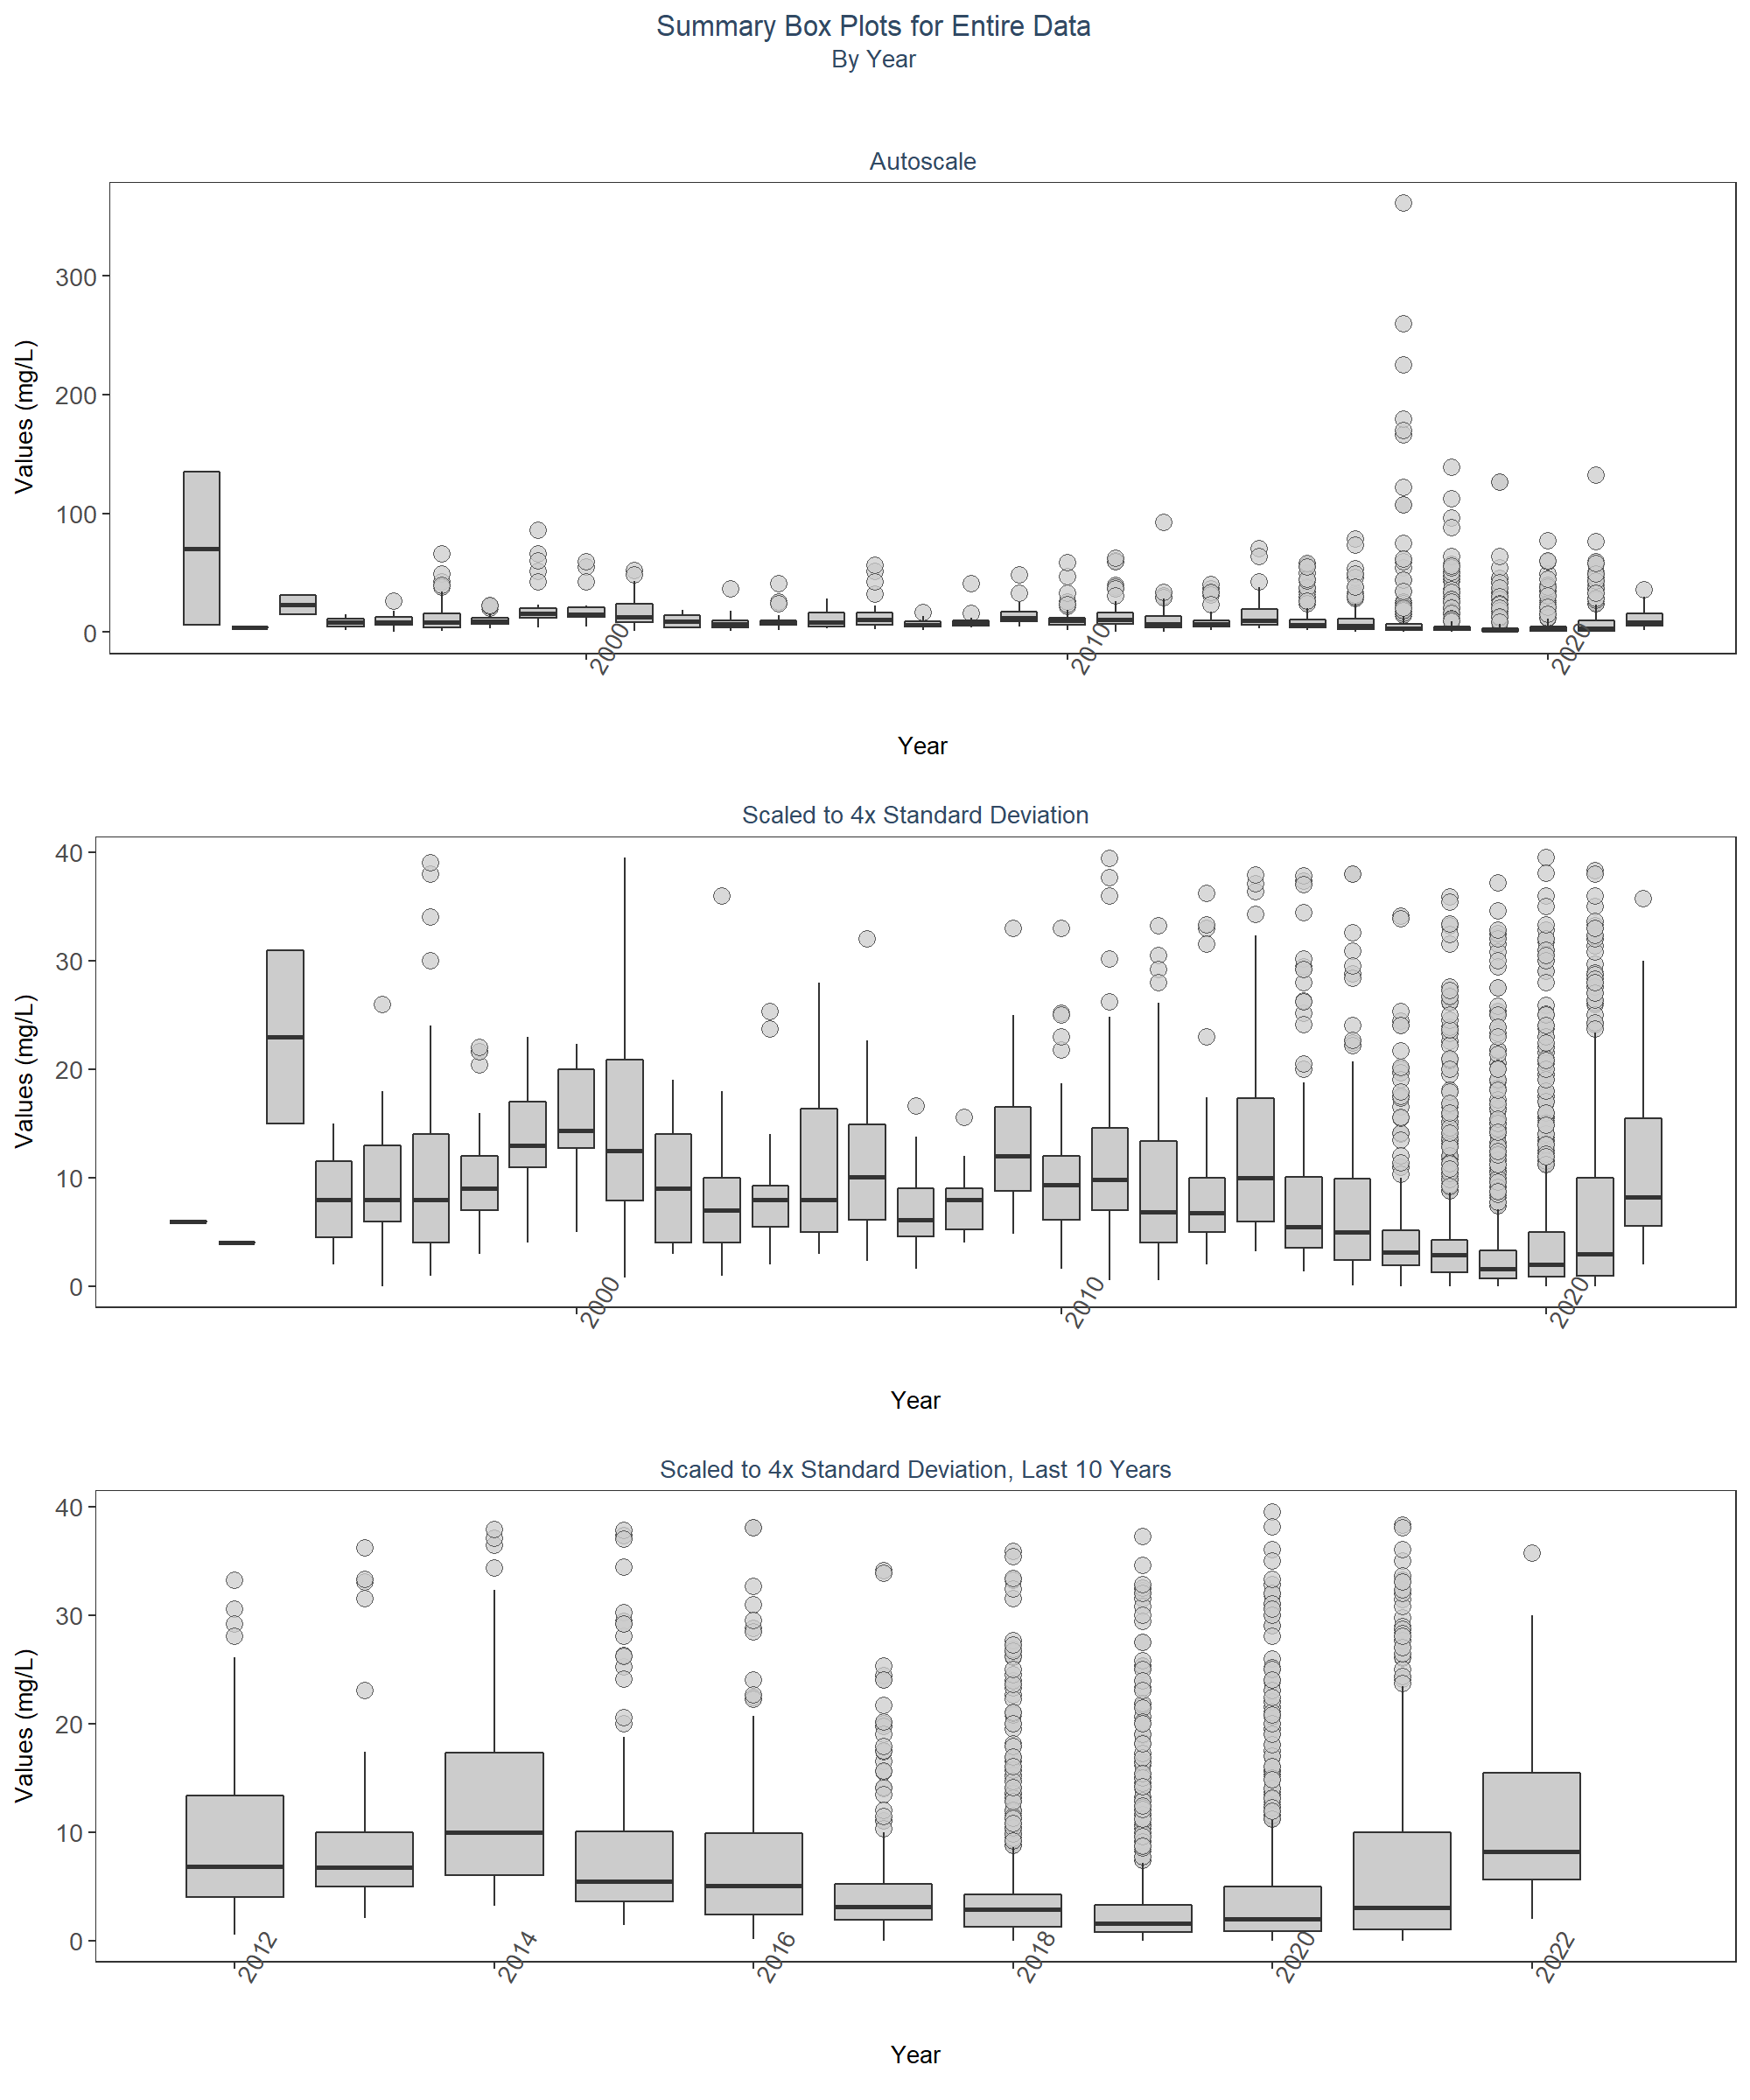 Summary Box Plots for Entire Data
By Year
Autoscale
Values (mg/L)
300
200
100
0
2000
2010
2020
Year
Scaled to 4x Standard Deviation
Values (mg/L)
40
30
20
10
0
2000
2010
2020
Year
Scaled to 4x Standard Deviation, Last 10 Years
Values (mg/L)
40
30
20
10
0
2012
2014
2016
2018
2020
2022
Year